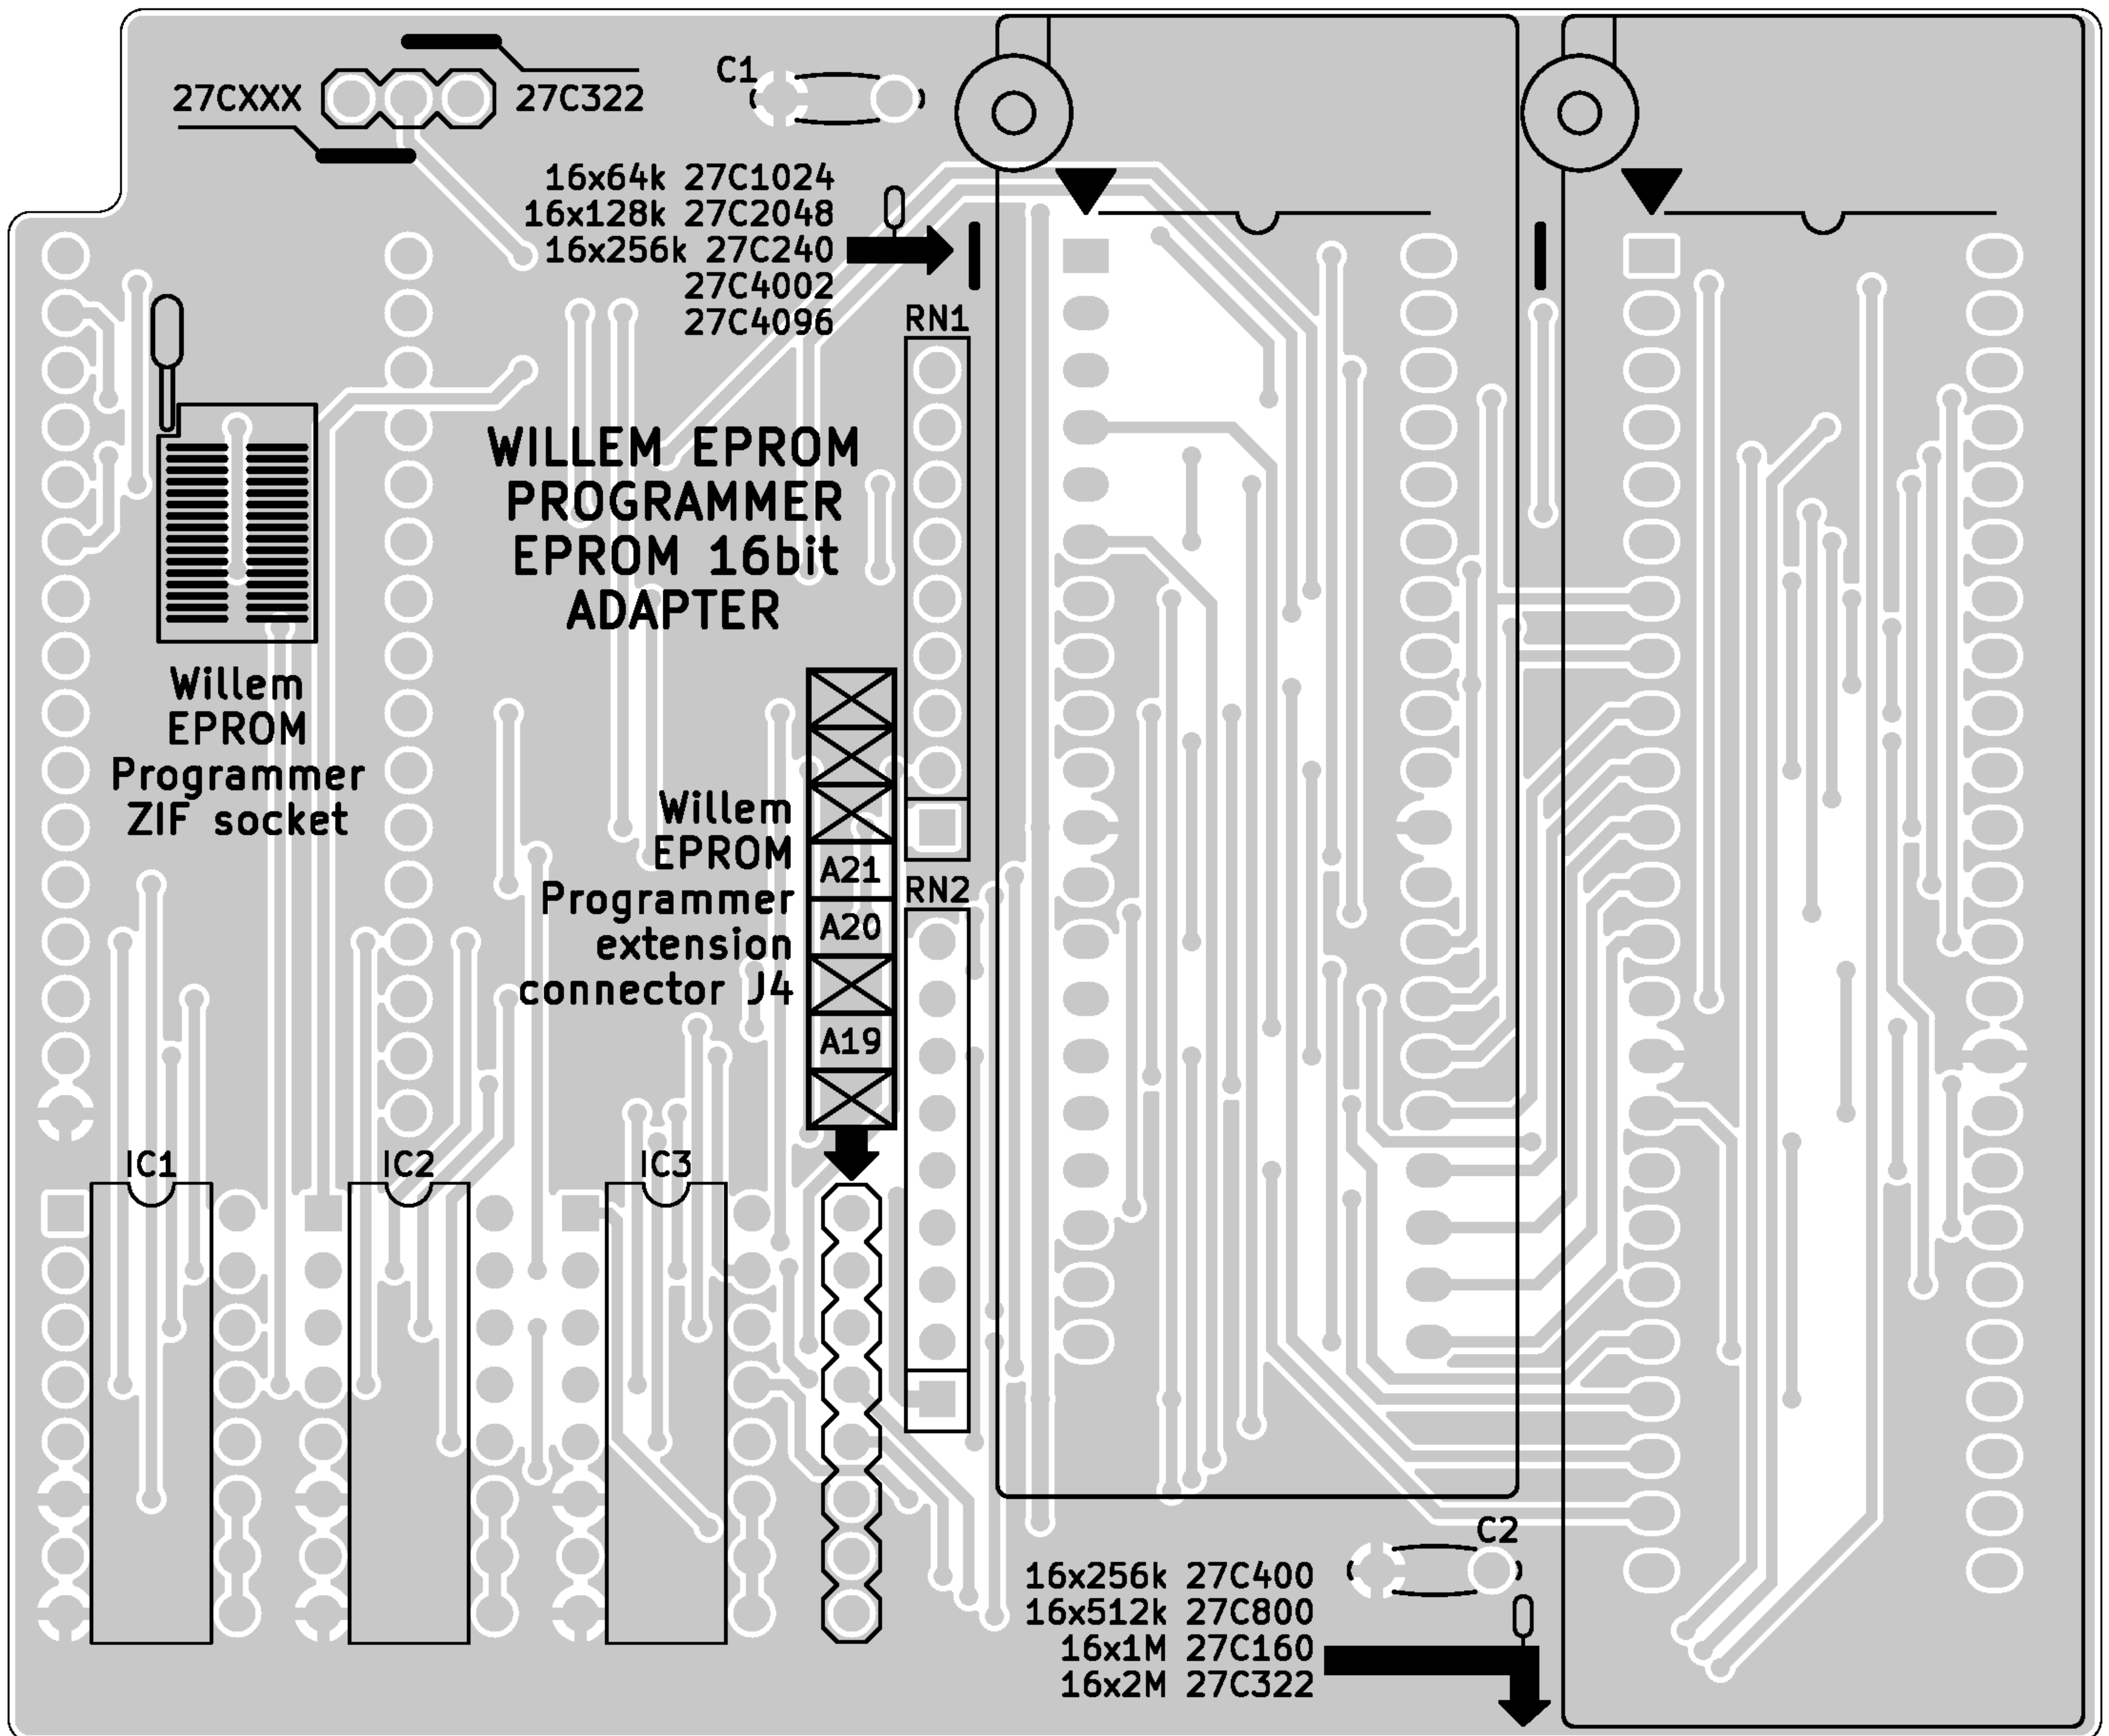 27CXXX
27C322
C1
16x64k 27C1024
16x128k 27C2048
16x256k 27C240
27C4002
27C4096
RN1
WILLEM EPROM
PROGRAMMER
EPROM 16bit
ADAPTER
Willem
EPROM
Programmer
ZIF socket
Willem
EPROM
Programmer
extension
connector J4
A21
A20
A19
RN2
IC1
IC2
IC3
C2
16x256k 27C400
16x512k 27C800
16x1M 27C160
16x2M 27C322